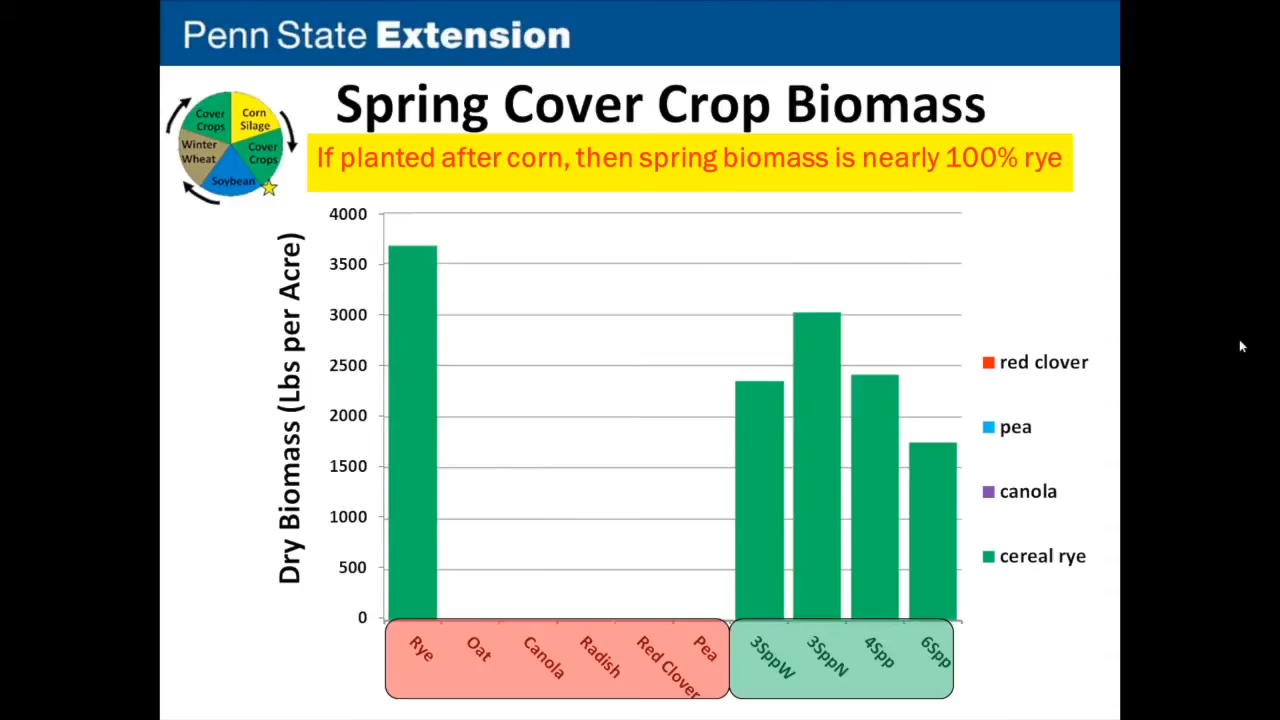 Penn State Extension
Spring Cover Crop Biomass
If planted after corn, then spring biomass is nearly 100% rye
Cover
Crops
Corn
Silage
Winter
Wheat
Cover
Crops
Soybean
Dry Biomass (Lbs per Acre)
4000
3500
3000
2500
2000
1500
1000
500
0
Rye
Oat
Canola
Radish
Red Clover
Pea
3SppW
3SppN
4Spp
6Spp
red clover
pea
canola
cereal rye